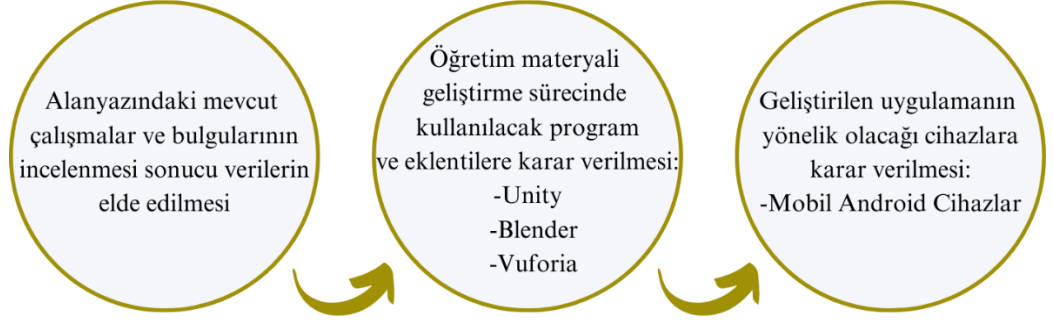 Alanyazındaki mevcut
çalışmalar ve bulgularının
incelenmesi sonucu verilerin
elde edilmesi
Öğretim materyali
geliştirme sürecinde
kullanılacak program
ve eklentilere karar verilmesi:
-Unity
-Blender
-Vuforia
Geliştirilen uygulamanın
yönelik olacağı cihazlara
karar verilmesi:
-Mobil Android Cihazlar